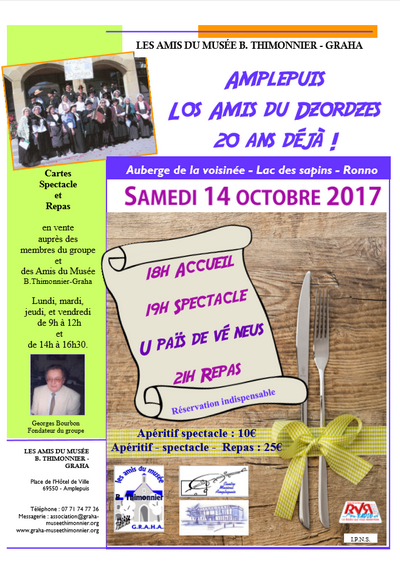 LES AMIS DU MUSÉE B. THIMONNIER - GRAHA
AMPLEPUIS
LOS AMIS DU DZORDZES
20 ANS DÉJÀ !
Auberge de la voisinée - Lac des sapins - Ronno
SAMEDI 14 OCTOBRE 2017
Cartes
Spectacle
et
Repas
en vente
auprès des
membres du groupe
et
des Amis du Musée
B.Thimonnier-Graha
Lundi, mardi,
jeudi, et vendredi
de 9h à 12h
et
de 14h à 16h30.
Georges Bourbon
Fondateur du groupe
LES AMIS DU MUSÉE
B. THIMONNIER -
GRAHA
Place de l'Hôtel de Ville
69550 - Amplepuis
Téléphone : 07 71 74 77 36
Messagerie : association@graha-
museethimonnier.org
www.graha-museethimonnier.org
18H ACCUEIL
19H SPECTACLE
U PAÏS DE VÉ NEUS
21H REPAS
Réservation indispensable
Apéritif spectacle : 10€
Apéritif - spectacle - Repas : 25€
les amis du musée
B. Thimonnier
G.R.A.H.A.
RVR
I.P.N.S.